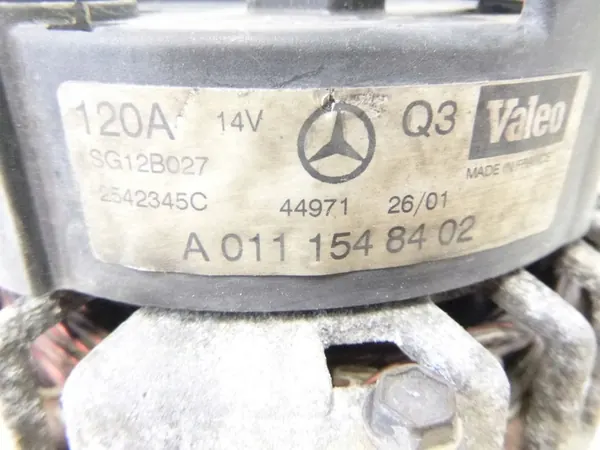 120A 14V Q3 Valeo
SG12B027 MADE IN FRANCE
2542345C 44971 26/01
A 011 154 84 02